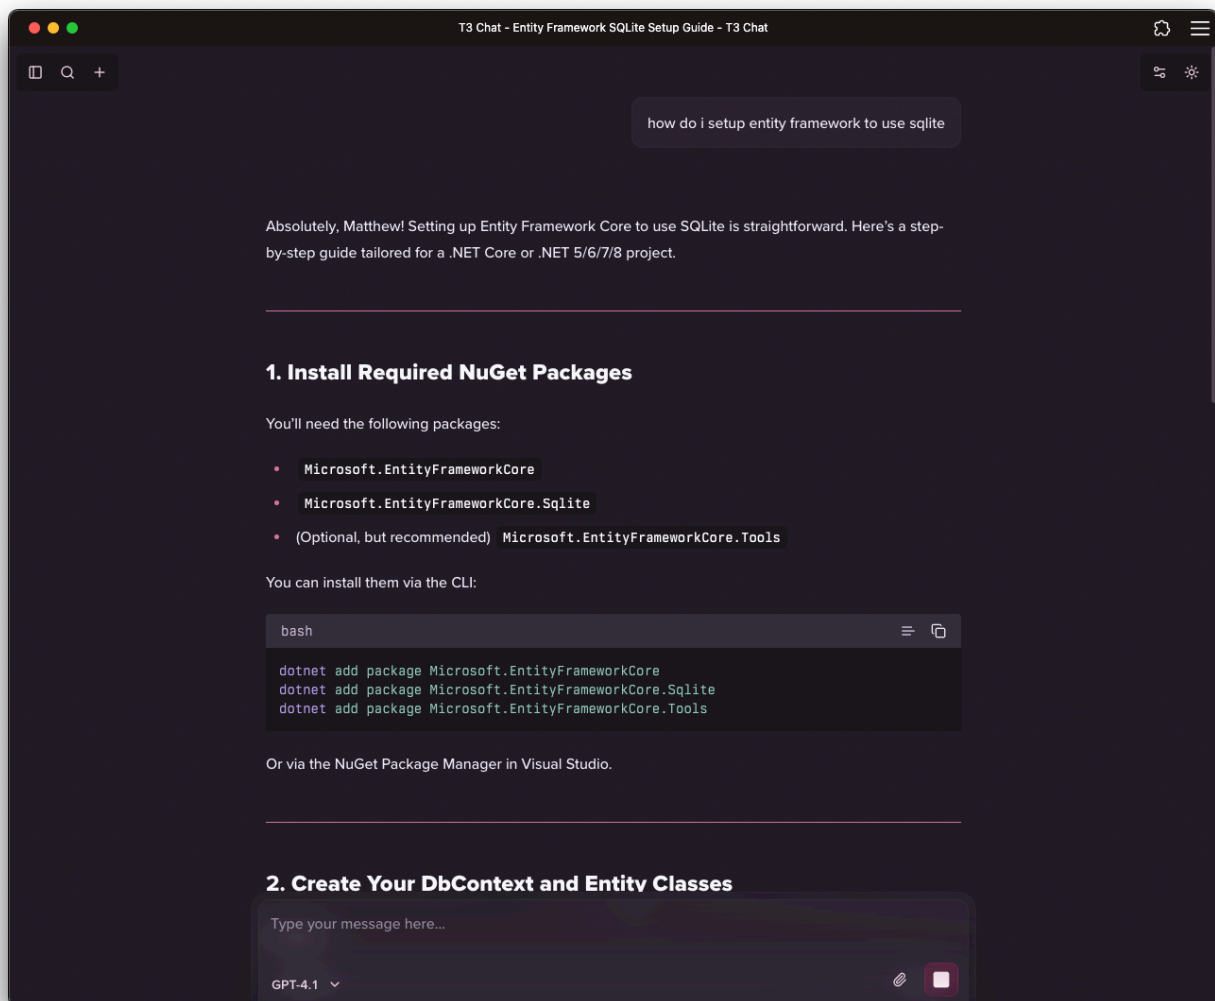 T3 Chat - Entity Framework SQLite Setup Guide - T3 Chat
how do i setup entity framework to use sqlite
Absolutely, Matthew! Setting up Entity Framework Core to use SQLite is straightforward. Here’s a step-
by-step guide tailored for a .NET Core or .NET 5/6/7/8 project.
1. Install Required NuGet Packages
You’ll need the following packages:
• Microsoft.EntityFrameworkCore
• Microsoft.EntityFrameworkCore.Sqlite
• (Optional, but recommended) Microsoft.EntityFrameworkCore.Tools
You can install them via the CLI:
bash
dotnet add package Microsoft.EntityFrameworkCore
dotnet add package Microsoft.EntityFrameworkCore.Sqlite
dotnet add package Microsoft.EntityFrameworkCore.Tools
Or via the NuGet Package Manager in Visual Studio.
2. Create Your DbContext and Entity Classes
Type your message here...
GPT-4.1